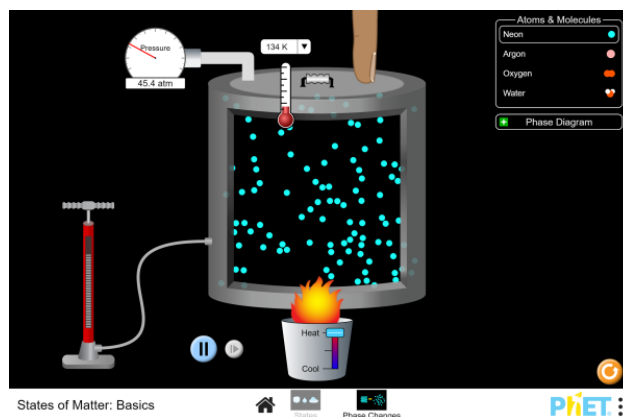 Pressure
45.4 atm
134 K
Atoms & Molecules
Neon
Argon
Oxygen
Water
Phase Diagram
Heat
Cool
States of Matter: Basics
States
Phase Changes
PhET